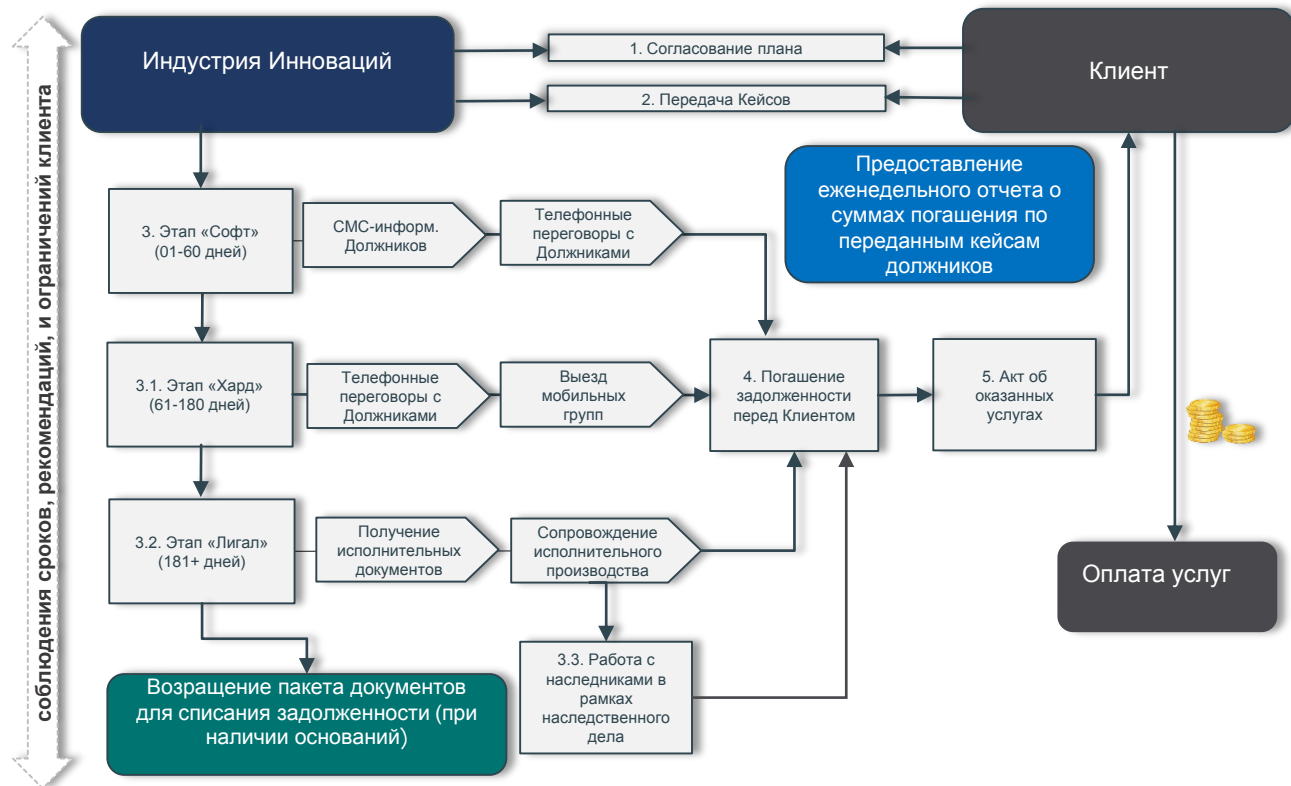 соблюдения сроков, рекомендаций, и ограничений клиента
Индустрия Инноваций
1. Согласование плана
2. Передача Кейсов
Клиент
Предоставление
еженедельного отчета о
суммах погашения по
переданным кейсам
должников
3. Этап «Софт»
(01-60 дней)
СМС-информ.
Должников
Телефонные
переговоры с
Должниками
3.1. Этап «Хард»
(61-180 дней)
Телефонные
переговоры с
Должниками
Выезд
мобильных
групп
4. Погашение
задолженности
перед Клиентом
5. Акт об
оказанных
услугах
3.2. Этап «Лигал»
(181+ дней)
Получение
исполнительных
документов
Сопровождение
исполнительного
производства
Оплата услуг
3.3. Работа с
наследниками в
рамках
наследственного
дела
Возращение пакета документов
для списания задолженности (при
наличии оснований)